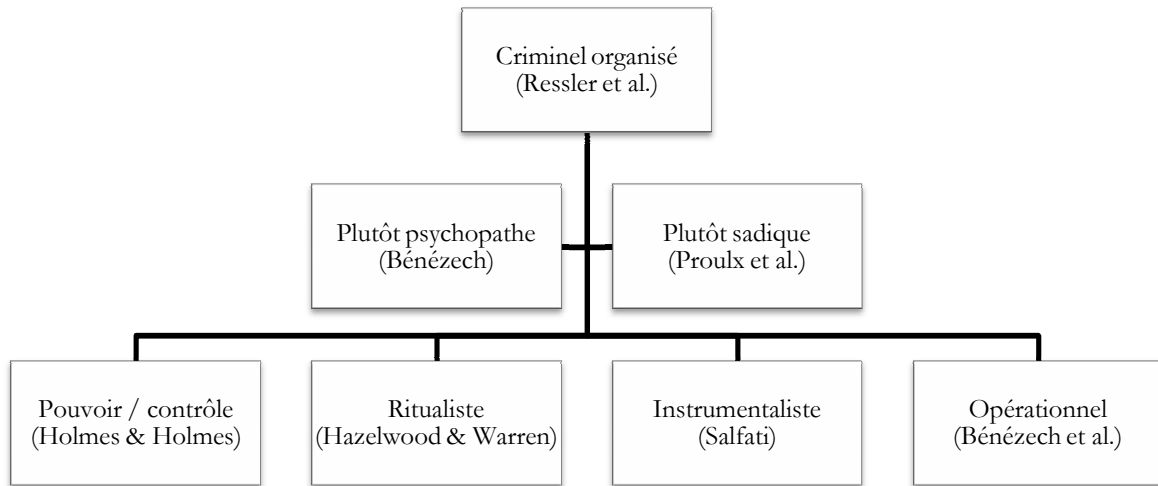 Criminel organisé
(Ressler et al.)
Plutôt psychopathe
(Bénézech)
Plutôt sadique
(Proulx et al.)
Pouvoir / contrôle
(Holmes & Holmes)
Ritualiste
(Hazelwood & Warren)
Instrumentaliste
(Salfati)
Opérationnel
(Bénézech et al.)